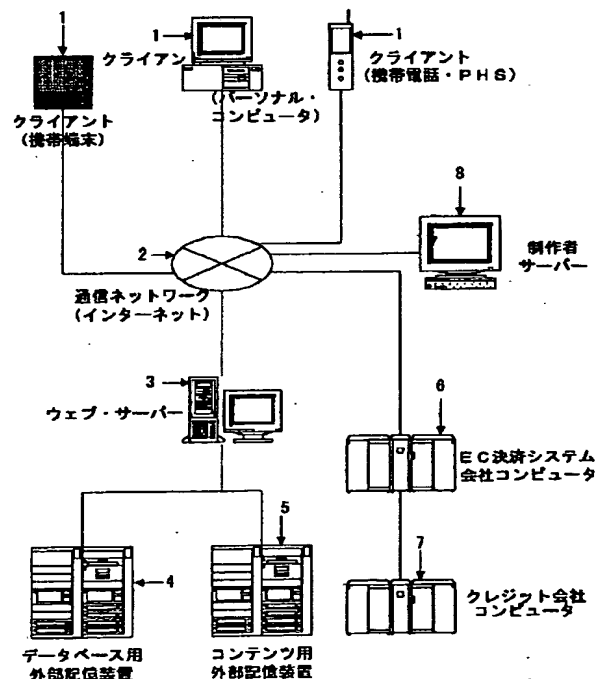 1
クライアント
(携帯端末)
1
クライアン
(パーソナル・
コンピュータ)
1
クライアント
(携帯電話・PHS)
8
制作者
サーバー
2
通信ネットワーク
(インターネット)
3
ウェブ・サーバー
6
EC決済システム
会社コンピュータ
5
4
7
クレジット会社
コンピュータ
データベース用
外部記憶装置
コンテンツ用
外部記憶装置